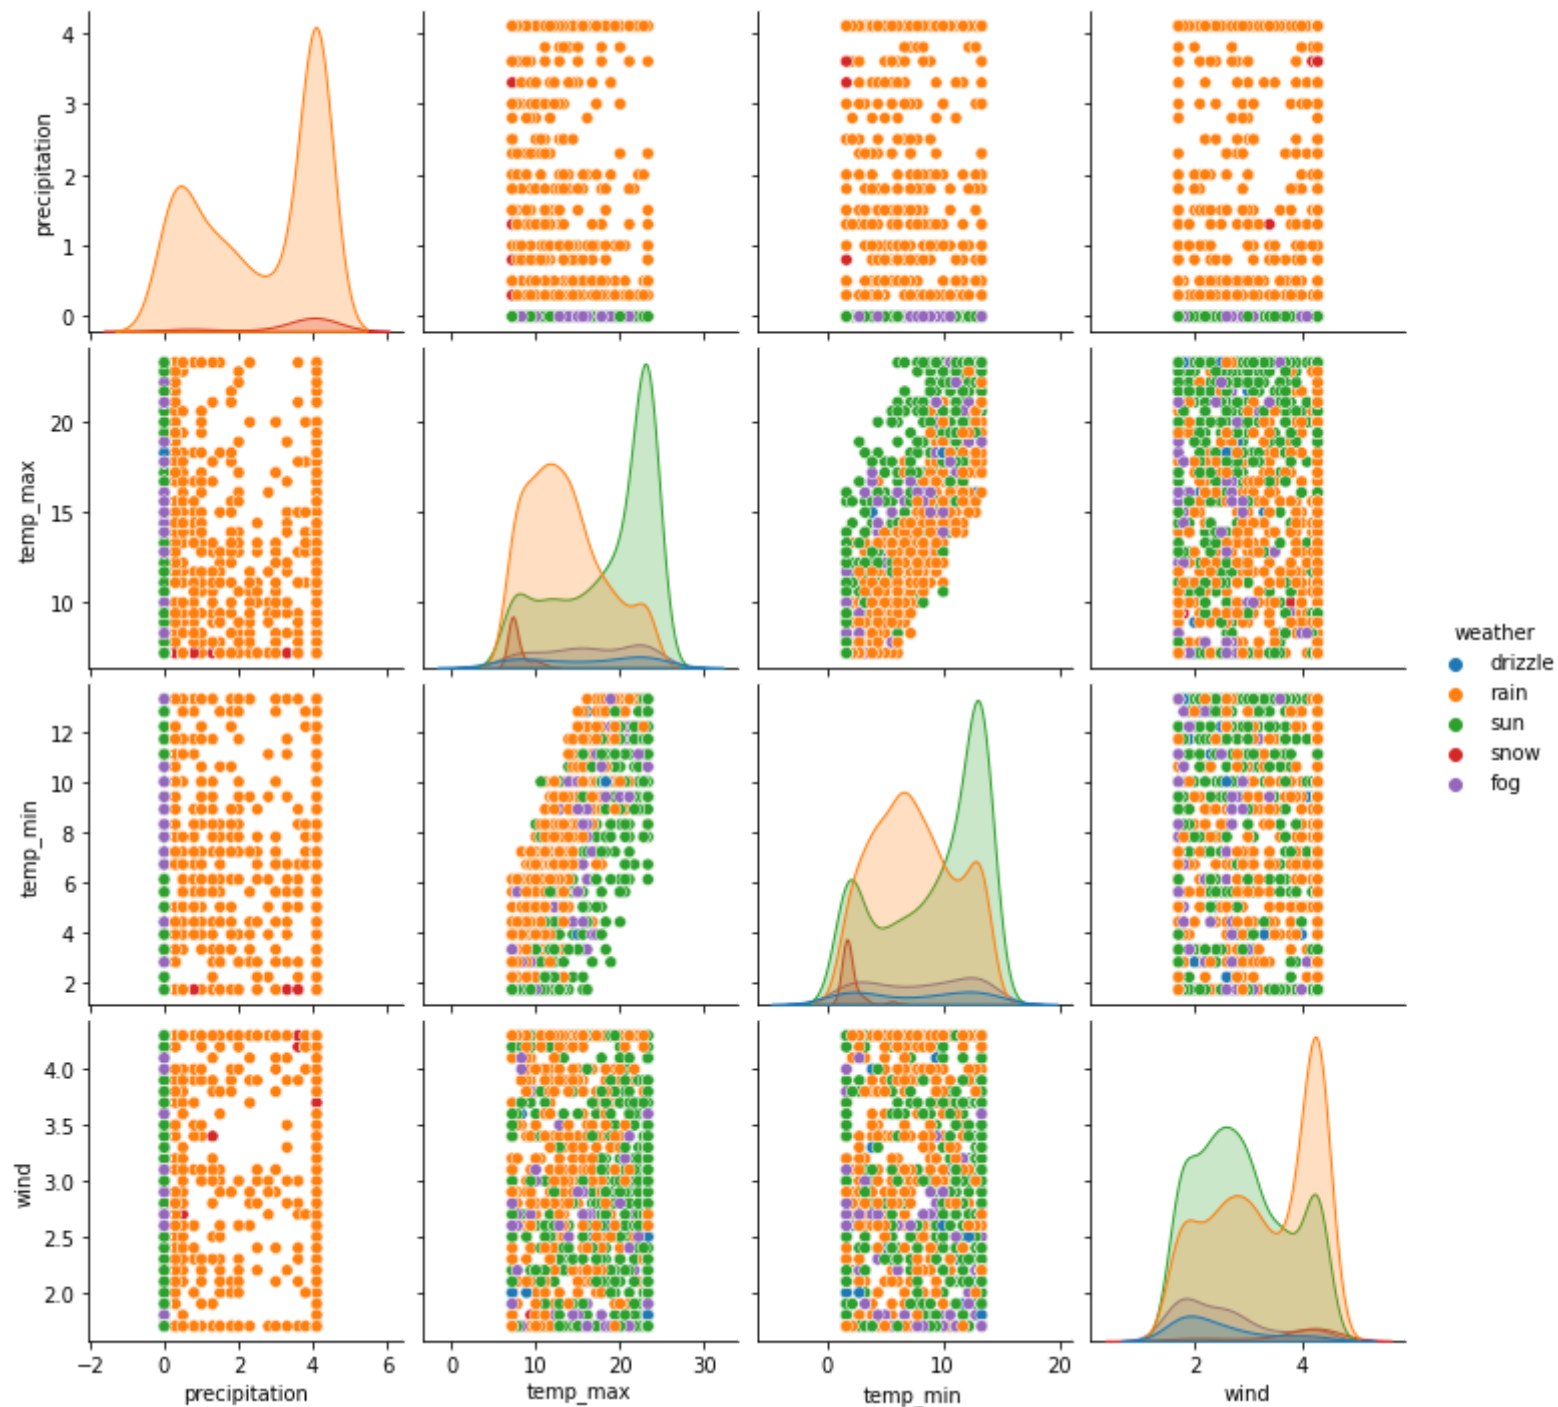 4
3
2
1
0
precipitation
20
15
10
temp_max
12
10
8
6
4
2
temp_min
4.0
3.5
3.0
2.5
2.0
wind
−2 0 2 4 6
precipitation
0 10 20 30
temp_max
0 10 20
temp_min
2 4
wind
weather
drizzle
rain
sun
snow
fog